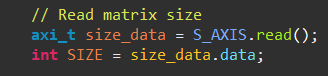 // Read matrix size
axi_t size_data = S_AXIS.read();
int SIZE = size_data.data;